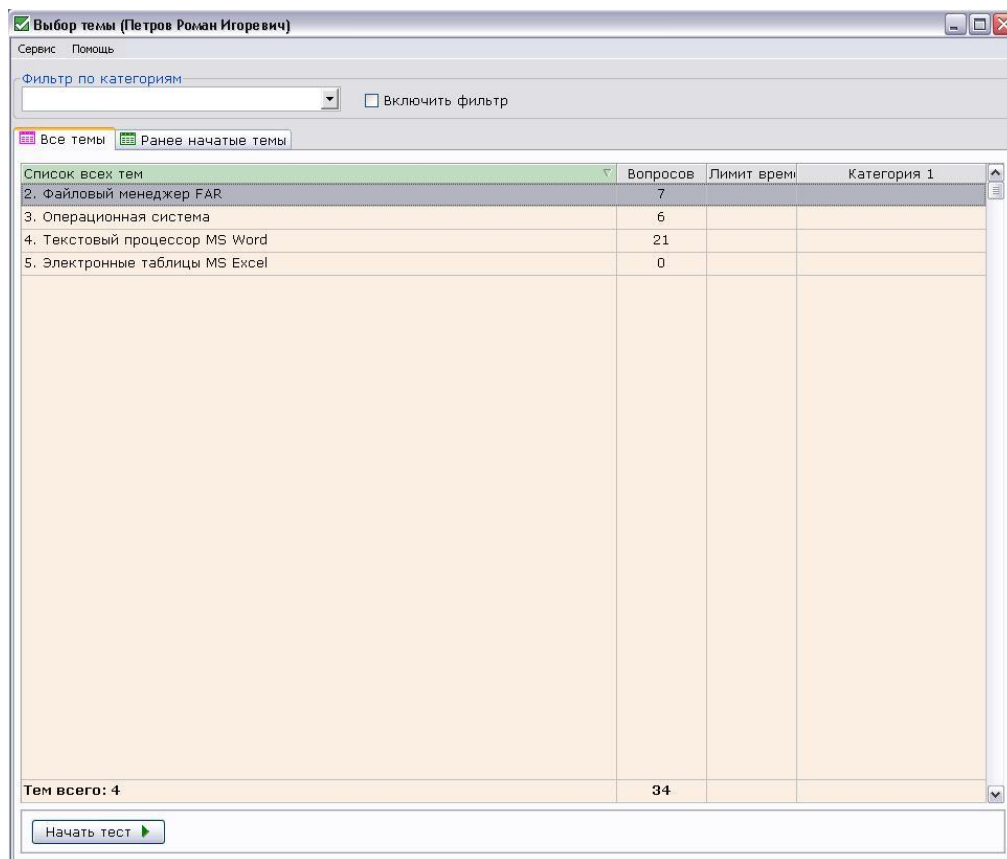 Выбор темы (Петров Роман Игоревич)
Сервис Помощь
Фильтр по категориям
Включить фильтр
Все темы Ранее начатые темы
Список всех тем Вопросов Лимит време Категория 1
2. Файловый менеджер FAR 7
3. Операционная система 6
4. Текстовый процессор MS Word 21
5. Электронные таблицы MS Excel 0
Тем всего: 4 34
Начать тест